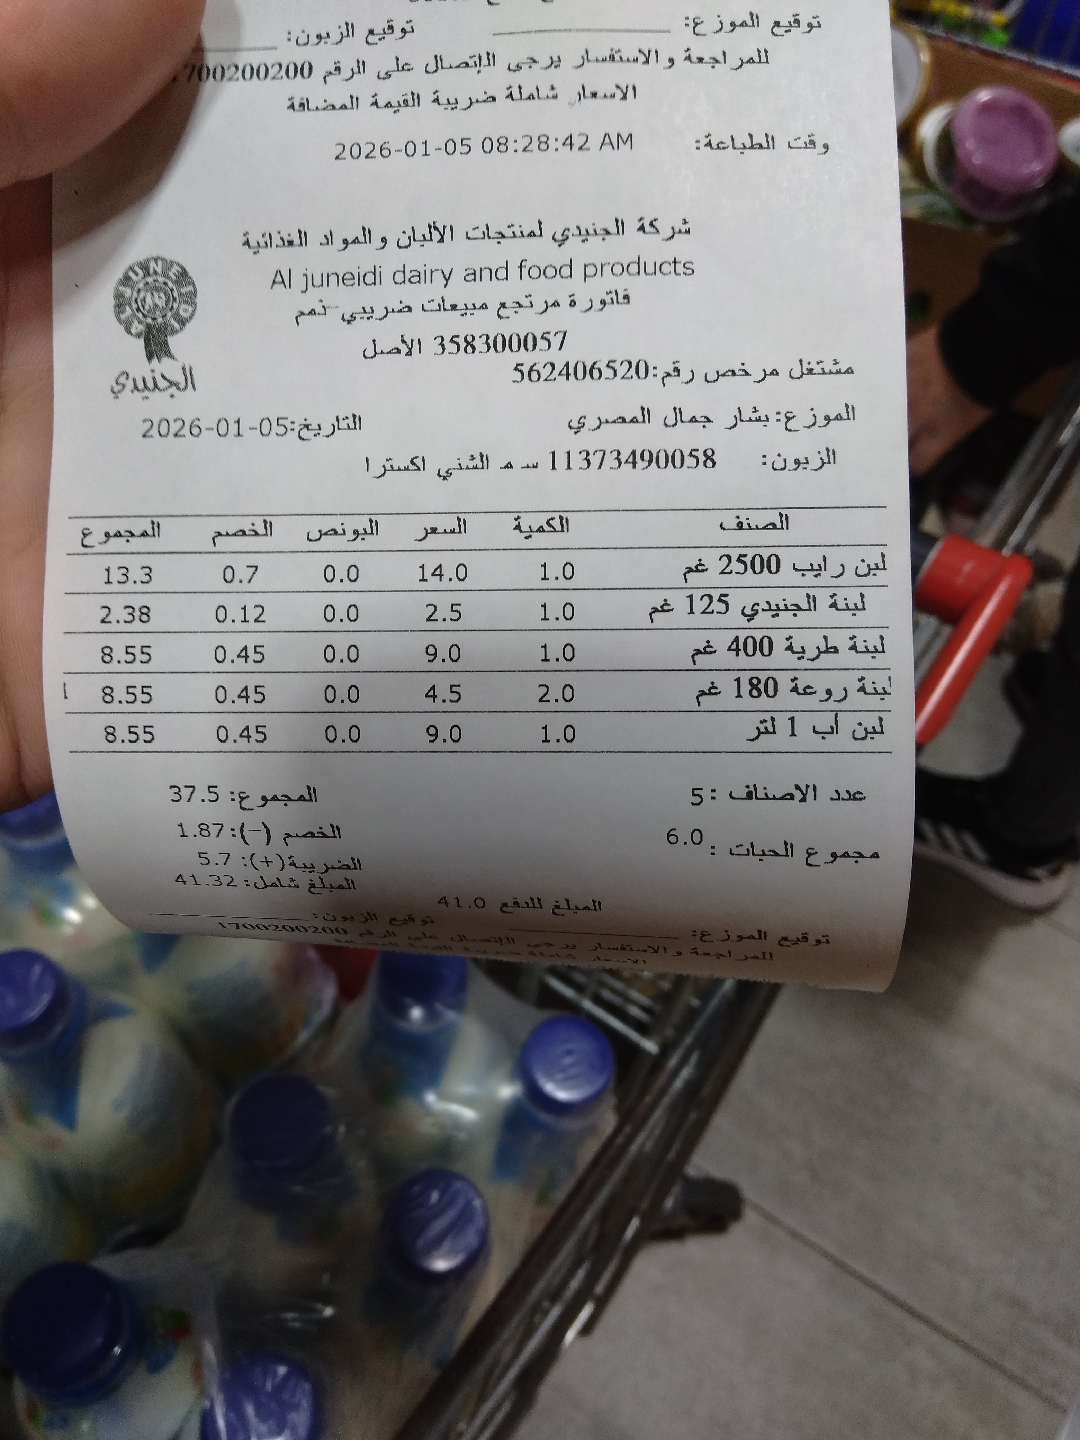 توقيع الموزع: توقيع الزبون:
للمراجعة والاستفسار يرجى الإتصال على الرقم 1700200200
الاسعار شاملة ضريبة القيمة المضافة
وقت الطباعة: 2026-01-05 08:28:42 AM
شركة الجنيدي لمنتجات الألبان والمواد الغذائية
Al juneidi dairy and food products
فاتورة مرتجع مبيعات ضريبي-ذمم
358300057 الأصل
مشتغل مرخص رقم:562406520
الجنيدي
الموزع:بشار جمال المصري التاريخ:2026-01-05
الزبون: 11373490058 س م الشني اكسترا
الصنف الكمية السعر البونص الخصم المجموع
لبن رايب 2500 غم 1.0 14.0 0.0 0.7 13.3
لبنة الجنيدي 125 غم 1.0 2.5 0.0 0.12 2.38
لبنة طرية 400 غم 1.0 9.0 0.0 0.45 8.55
لبنة روعة 180 غم 2.0 4.5 0.0 0.45 8.55
لبن أب 1 لتر 1.0 9.0 0.0 0.45 8.55
عدد الاصناف :5 المجموع: 37.5
مجموع الحبات : 6.0 الخصم (-):1.87
الضريبة(+): 5.7
المبلغ شامل: 41.32
المبلغ للدفع 41.0
توقيع الموزع: توقيع الزبون:
للمراجعة والاستفسار يرجى الإتصال على الرقم 1700200200